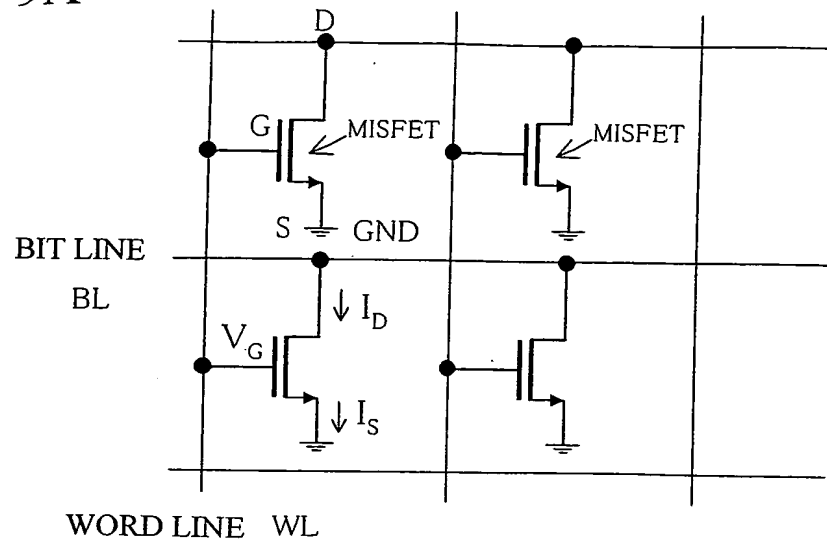 9A
D
G MISFET MISFET
S GND
BIT LINE
BL
I_D
V_G
I_S
WORD LINE WL